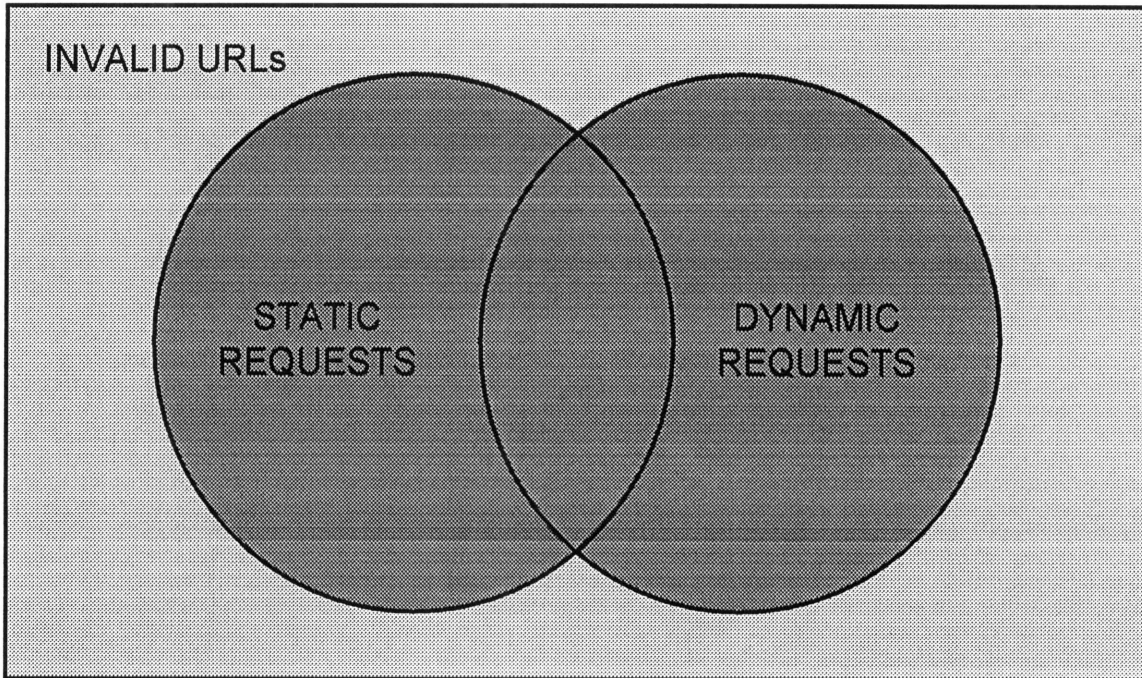 INVALID URLs
STATIC
REQUESTS
DYNAMIC
REQUESTS